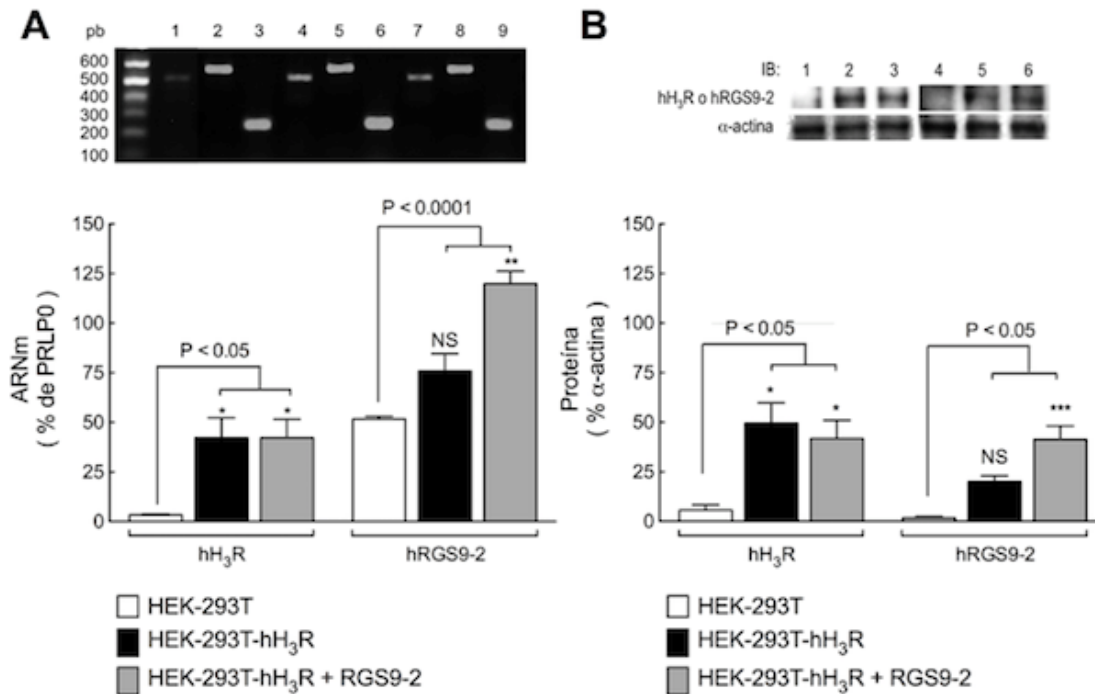 A
pb 1 2 3 4 5 6 7 8 9
600
500
400
300
200
100
ARNm
( % de PRLP0 )
150
125
100
75
50
25
0
P < 0.05
*
*
P < 0.0001
NS
**
hH₃R
hRGS9-2
HEK-293T
HEK-293T-hH₃R
HEK-293T-hH₃R + RGS9-2
B
IB: 1 2 3 4 5 6
hH₃R o hRGS9-2
α-actina
Proteína
( % α-actina )
150
125
100
75
50
25
0
P < 0.05
*
*
P < 0.05
NS
***
hH₃R
hRGS9-2
HEK-293T
HEK-293T-hH₃R
HEK-293T-hH₃R + RGS9-2